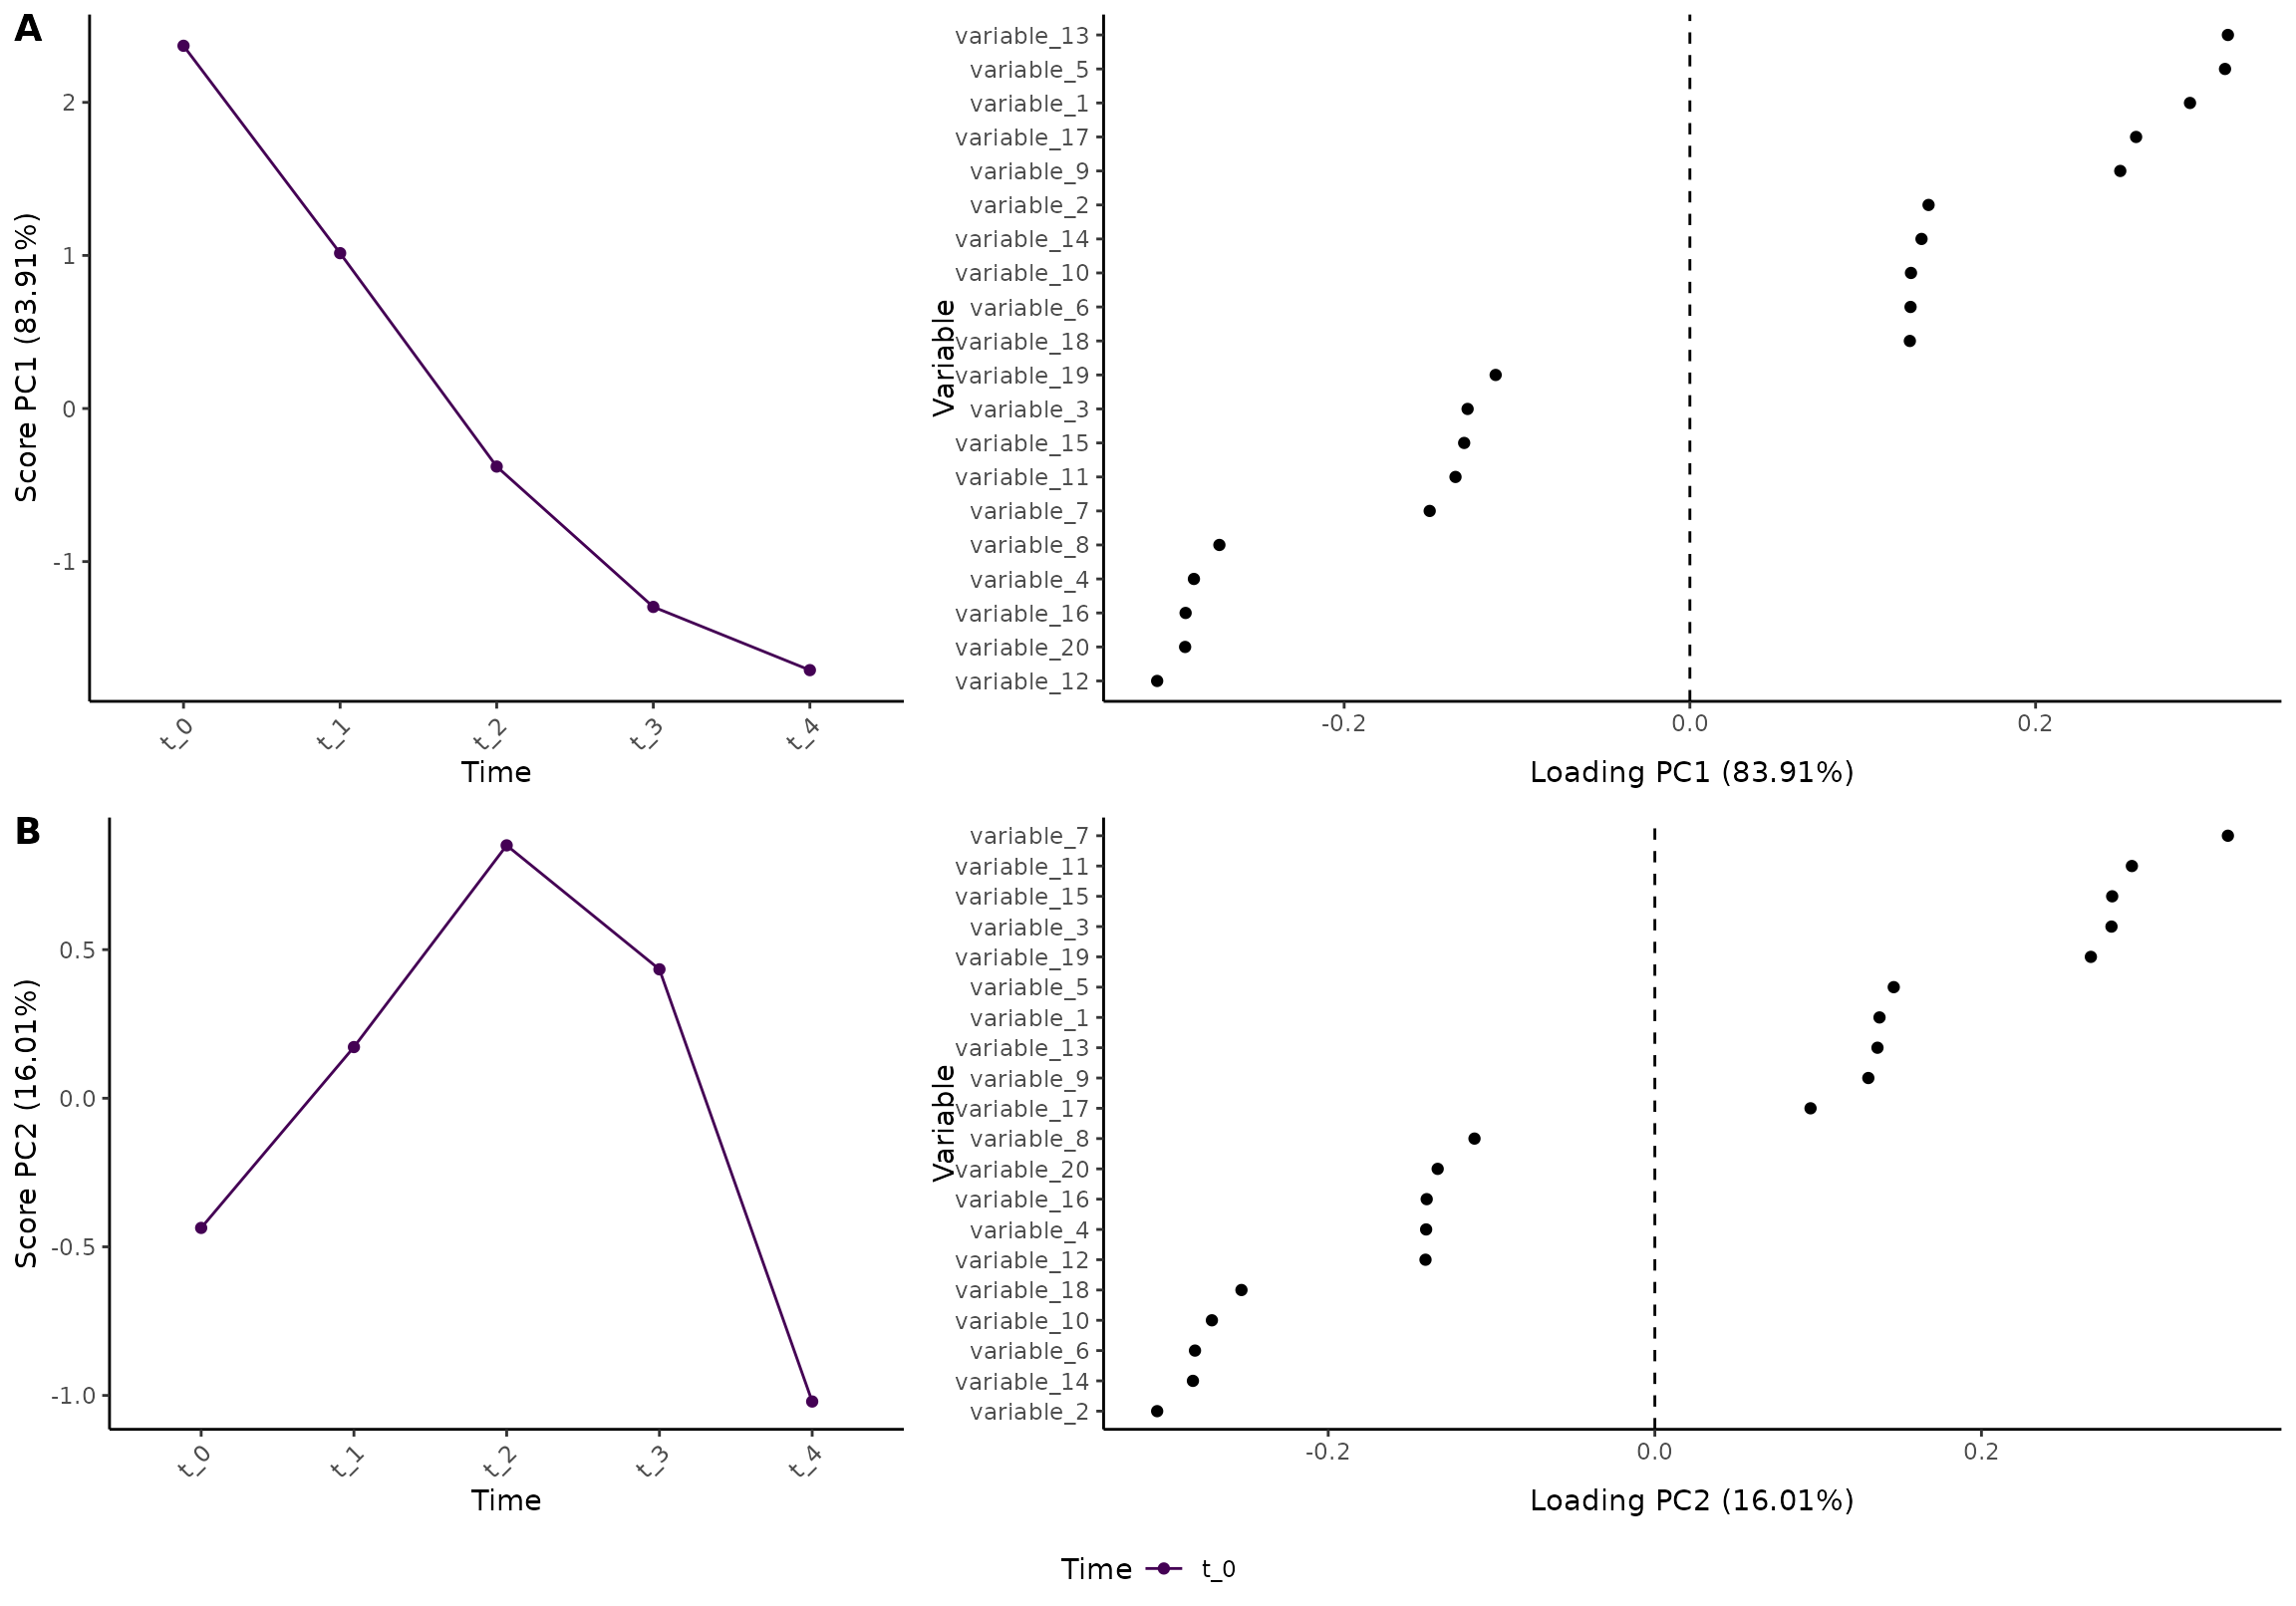 A
Score PC1 (83.91%)
2
1
0
-1
t_0
t_1
t_2
t_3
t_4
Time
Variable
variable_13
variable_5
variable_1
variable_17
variable_9
variable_2
variable_14
variable_10
variable_6
variable_18
variable_19
variable_3
variable_15
variable_11
variable_7
variable_8
variable_4
variable_16
variable_20
variable_12
-0.2
0.0
0.2
Loading PC1 (83.91%)
B
Score PC2 (16.01%)
0.5
0.0
-0.5
-1.0
t_0
t_1
t_2
t_3
t_4
Time
Variable
variable_7
variable_11
variable_15
variable_3
variable_19
variable_5
variable_1
variable_13
variable_9
variable_17
variable_8
variable_20
variable_16
variable_4
variable_12
variable_18
variable_10
variable_6
variable_14
variable_2
-0.2
0.0
0.2
Loading PC2 (16.01%)
Time t_0